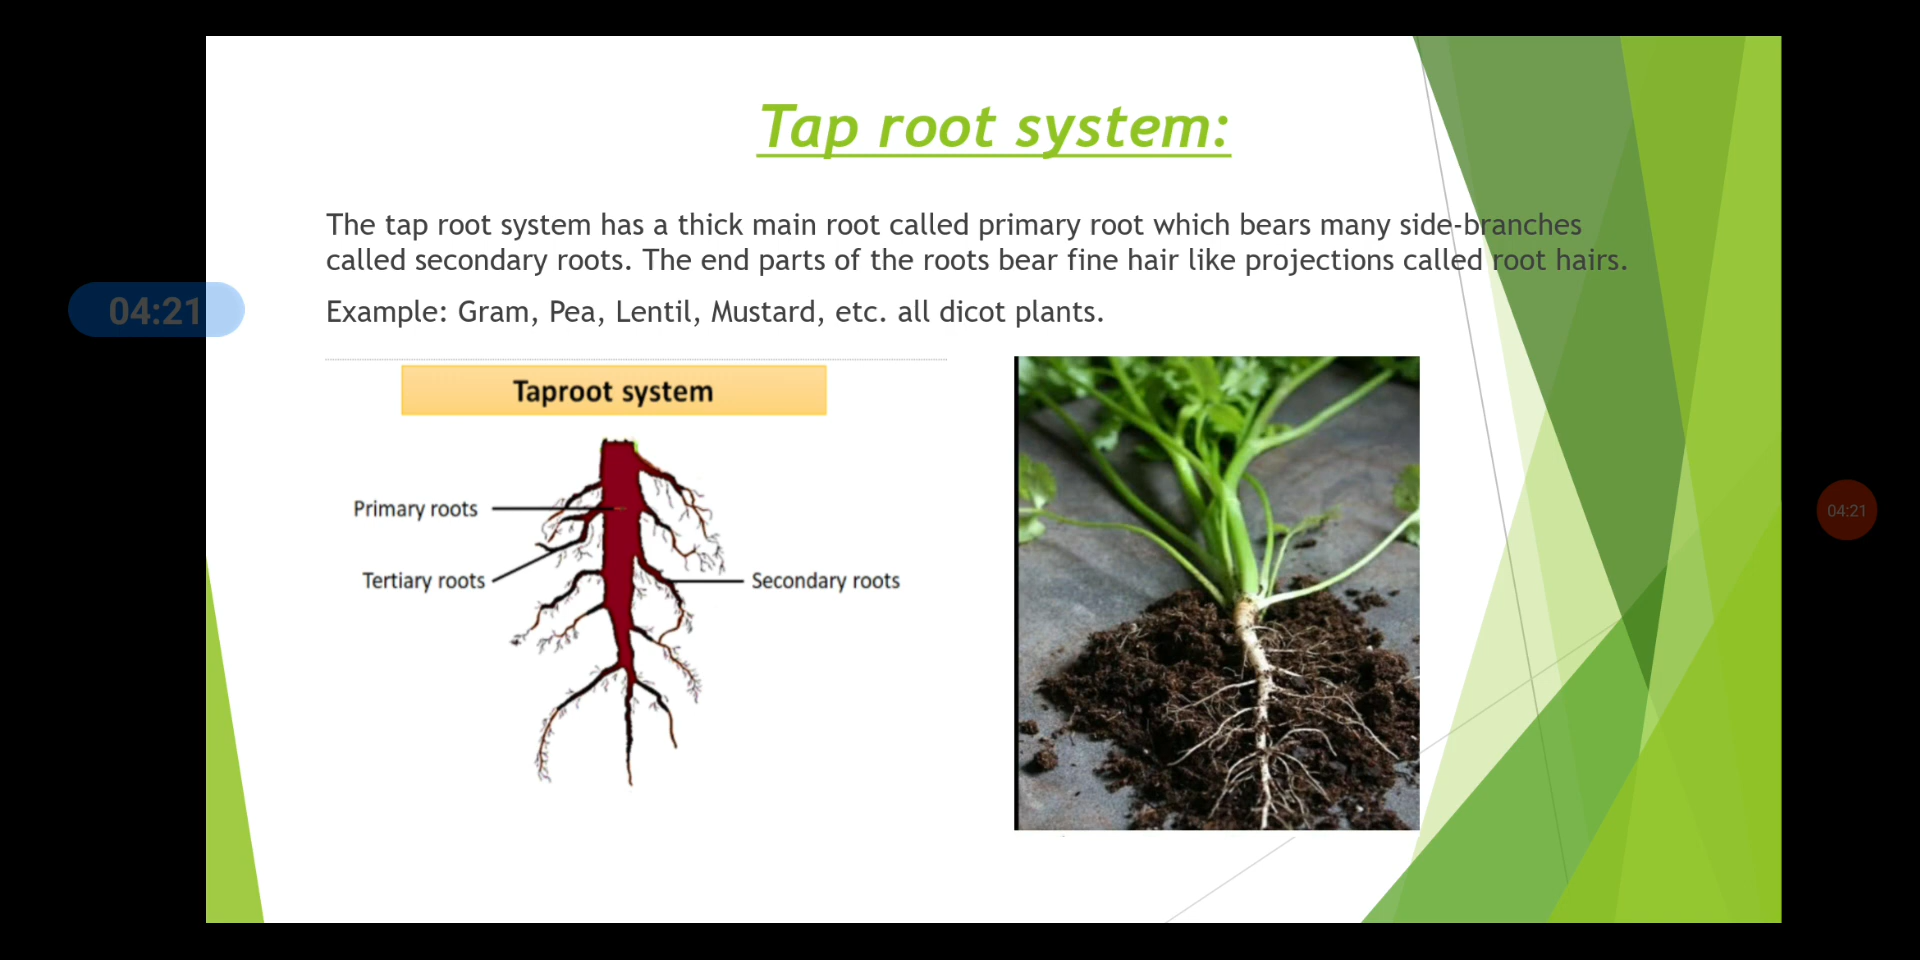 Tap root system:
The tap root system has a thick main root called primary root which bears many side-branches
called secondary roots. The end parts of the roots bear fine hair like projections called root hairs.
04:21
Example: Gram, Pea, Lentil, Mustard, etc. all dicot plants.
Taproot system
Primary roots
04:21
Tertiary roots
Secondary roots